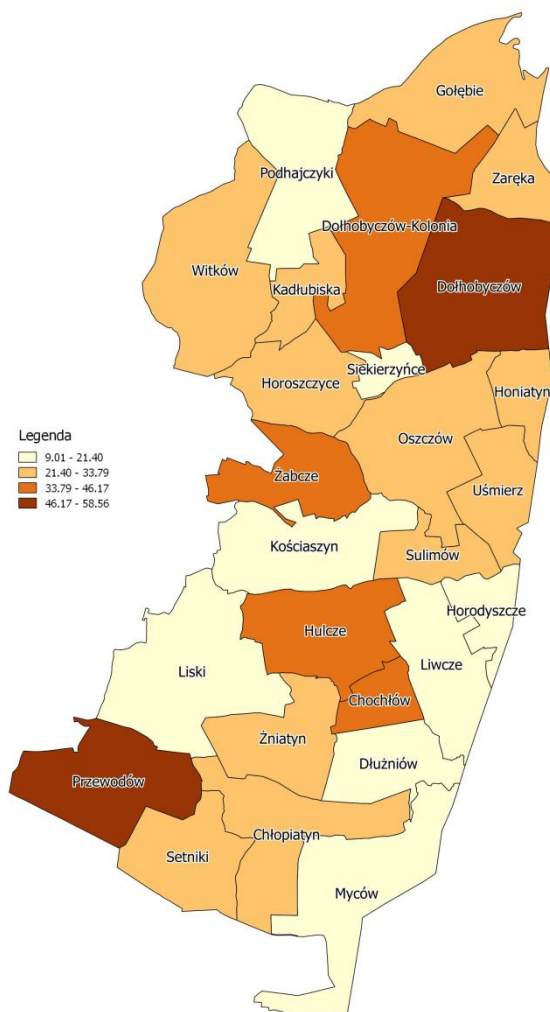 Gołębie
Podhajczyki
Zaręka
Dołhobyczów-Kolonia
Witków
Kadłubiska
Dołhobyczów
Siekierzyńce
Horoszczyce
Honiatyn
Oszczów
Legenda
9.01 - 21.40
21.40 - 33.79
33.79 - 46.17
46.17 - 58.56
Żabcze
Uśmierz
Kościaszyn
Sulimów
Horodyszcze
Hulcze
Liwcze
Liski
Chochłów
Żniatyn
Dłużniów
Przewodów
Chłopiatyn
Setniki
Myców